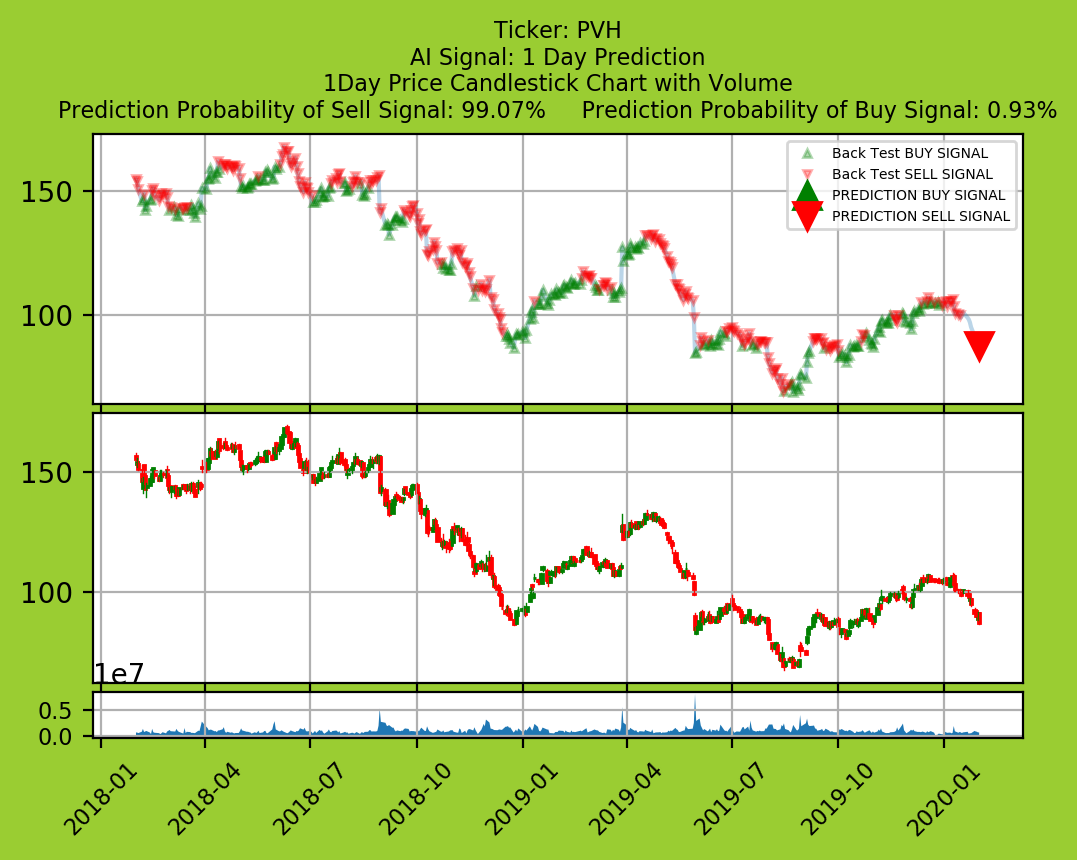 Ticker: PVH
AI Signal: 1 Day Prediction
1Day Price Candlestick Chart with Volume
Prediction Probability of Sell Signal: 99.07%     Prediction Probability of Buy Signal: 0.93%
Back Test BUY SIGNAL
Back Test SELL SIGNAL
PREDICTION BUY SIGNAL
PREDICTION SELL SIGNAL
150
100
150
100
1e7
0.5
0.0
2018-01
2018-04
2018-07
2018-10
2019-01
2019-04
2019-07
2019-10
2020-01